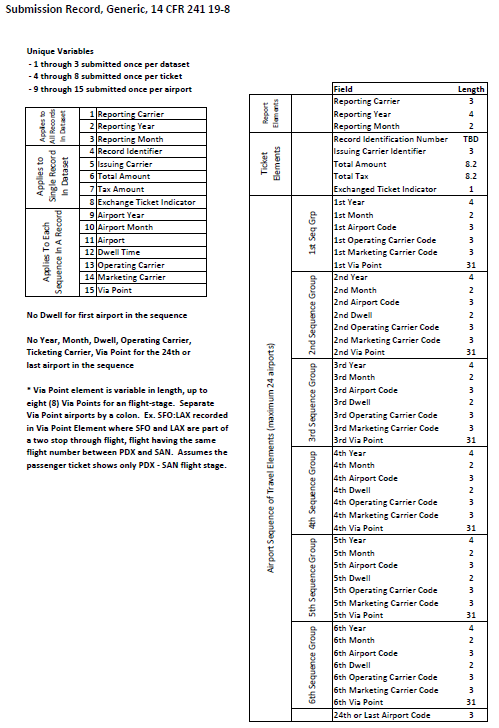 Submission Record, Generic, 14 CFR 241 19-8
Unique Variables
- 1 through 3 submitted once per dataset
- 4 through 8 submitted once per ticket
- 9 through 15 submitted once per airport
Applies to
All Records
In Dataset
1 Reporting Carrier
2 Reporting Year
3 Reporting Month
Applies to
Single Record
In Dataset
4 Record Identifier
5 Issuing Carrier
6 Total Amount
7 Tax Amount
8 Exchange Ticket Indicator
Applies To Each
Sequence In A Record
9 Airport Year
10 Airport Month
11 Airport
12 Dwell Time
13 Operating Carrier
14 Marketing Carrier
15 Via Point
No Dwell for first airport in the sequence
No Year, Month, Dwell, Operating Carrier,
Ticketing Carrier, Via Point for the 24th or
last airport in the sequence
* Via Point element is variable in length, up to
eight (8) Via Points for an flight-stage. Separate
Via Point airports by a colon. Ex. SFO:LAX recorded
in Via Point Element where SFO and LAX are part of
a two stop through flight, flight having the same
flight number between PDX and SAN. Assumes the
passenger ticket shows only PDX - SAN flight stage.
Field Length
Report
Elements
Reporting Carrier 3
Reporting Year 4
Reporting Month 2
Ticket
Elements
Record Identification Number TBD
Issuing Carrier Identifier 3
Total Amount 8.2
Total Tax 8.2
Exchanged Ticket Indicator 1
Airport Sequence of Travel Elements (maximum 24 airports)
1st Seq Grp
1st Year 4
1st Month 2
1st Airport Code 3
1st Operating Carrier Code 3
1st Marketing Carrier Code 3
1st Via Point 31
2nd Sequence Group
2nd Year 4
2nd Month 2
2nd Airport Code 3
2nd Dwell 2
2nd Operating Carrier Code 3
2nd Marketing Carrier Code 3
2nd Via Point 31
3rd Sequence Group
3rd Year 4
3rd Month 2
3rd Airport Code 3
3rd Dwell 2
3rd Operating Carrier Code 3
3rd Marketing Carrier Code 3
3rd Via Point 31
4th Sequence Group
4th Year 4
4th Month 2
4th Airport Code 3
4th Dwell 2
4th Operating Carrier Code 3
4th Marketing Carrier Code 3
4th Via Point 31
5th Sequence Group
5th Year 4
5th Month 2
5th Airport Code 3
5th Dwell 2
5th Operating Carrier Code 3
5th Marketing Carrier Code 3
5th Via Point 31
6th Sequence Group
6th Year 4
6th Month 2
6th Airport Code 3
6th Dwell 2
6th Operating Carrier Code 3
6th Marketing Carrier Code 3
6th Via Point 31
24th or Last Airport Code 3